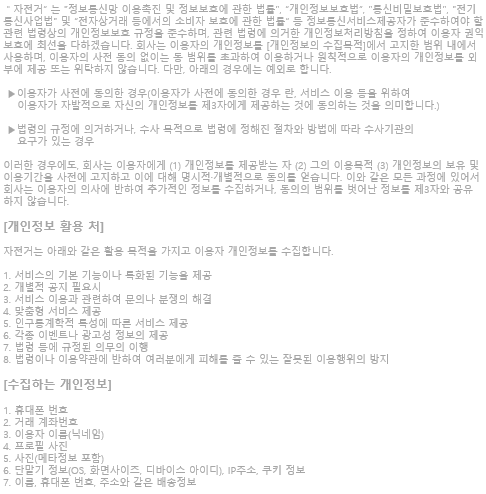 " 자전거" 는 "정보통신망 이용촉진 및 정보보호에 관한 법률", "개인정보보호법", "통신비밀보호법", "전기
통신사업법" 및 "전자상거래 등에서의 소비자 보호에 관한 법률" 등 정보통신서비스제공자가 준수하여야 할
관련 법령상의 개인정보보호 규정을 준수하며, 관련 법령에 의거한 개인정보처리방침을 정하여 이용자 권익
보호에 최선을 다하겠습니다. 회사는 이용자의 개인정보를 [개인정보의 수집목적]에서 고지한 범위 내에서
사용하며, 이용자의 사전 동의 없이는 동 범위를 초과하여 이용하거나 원칙적으로 이용자의 개인정보를 외
부에 제공 또는 위탁하지 않습니다. 다만, 아래의 경우에는 예외로 합니다.
▶이용자가 사전에 동의한 경우(이용자가 사전에 동의한 경우 란, 서비스 이용 등을 위하여
이용자가 자발적으로 자신의 개인정보를 제3자에게 제공하는 것에 동의하는 것을 의미합니다.)
▶법령의 규정에 의거하거나, 수사 목적으로 법령에 정해진 절차와 방법에 따라 수사기관의
요구가 있는 경우
이러한 경우에도, 회사는 이용자에게 (1) 개인정보를 제공받는 자 (2) 그의 이용목적 (3) 개인정보의 보유 및
이용기간을 사전에 고지하고 이에 대해 명시적·개별적으로 동의를 얻습니다. 이와 같은 모든 과정에 있어서
회사는 이용자의 의사에 반하여 추가적인 정보를 수집하거나, 동의의 범위를 벗어난 정보를 제3자와 공유
하지 않습니다.
[개인정보 활용 처]
자전거는 아래와 같은 활용 목적을 가지고 이용자 개인정보를 수집합니다.
1. 서비스의 기본 기능이나 특화된 기능을 제공
2. 개별적 공지 필요시
3. 서비스 이용과 관련하여 문의나 분쟁의 해결
4. 맞춤형 서비스 제공
5. 인구통계학적 특성에 따른 서비스 제공
6. 각종 이벤트나 광고성 정보의 제공
7. 법령 등에 규정된 의무의 이행
8. 법령이나 이용약관에 반하여 여러분에게 피해를 줄 수 있는 잘못된 이용행위의 방지
[수집하는 개인정보]
1. 휴대폰 번호
2. 거래 계좌번호
3. 이용자 이름(닉네임)
4. 프로필 사진
5. 사진(메타정보 포함)
6. 단말기 정보(OS, 화면사이즈, 디바이스 아이디), IP주소, 쿠키 정보
7. 이름, 휴대폰 번호, 주소와 같은 배송정보